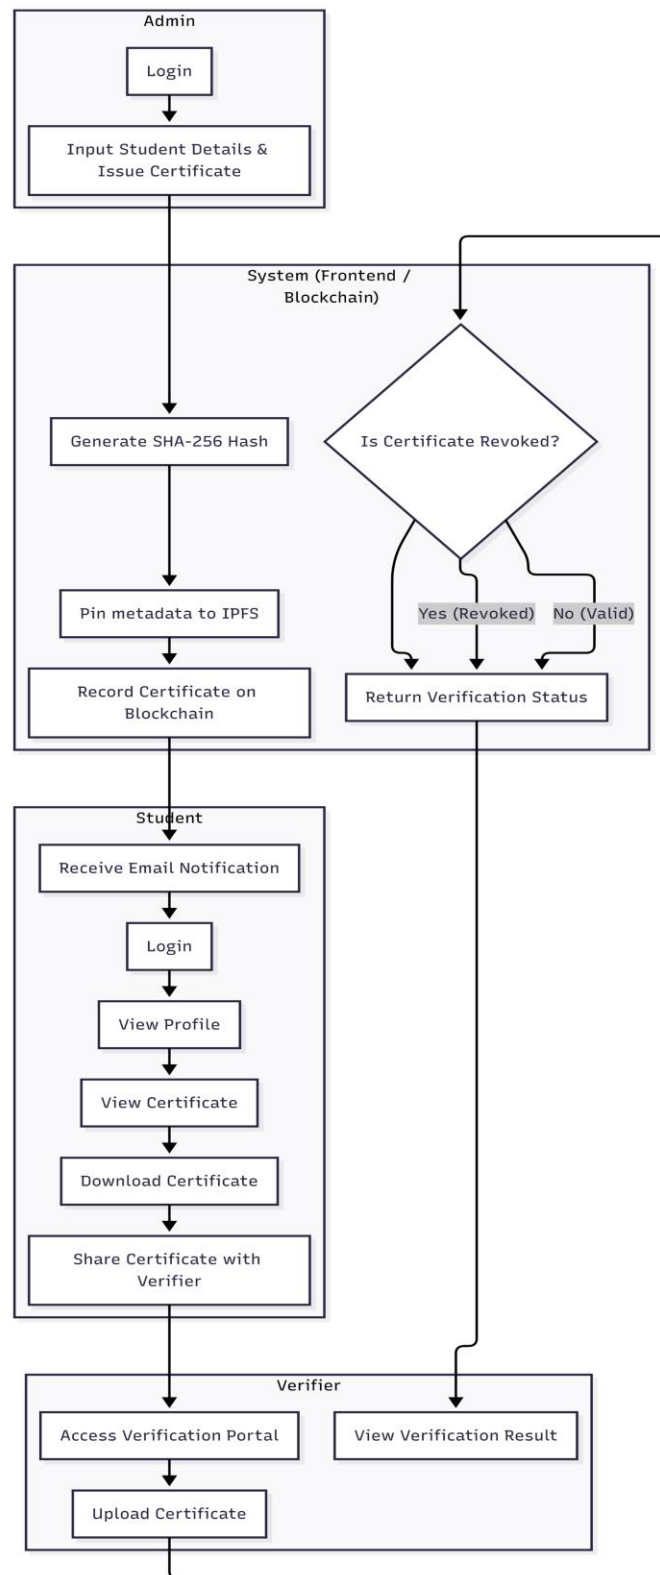 Admin
Login
Input Student Details &
Issue Certificate
System (Frontend /
Blockchain)
Generate SHA-256 Hash
Is Certificate Revoked?
Pin metadata to IPFS
Yes (Revoked)
No (Valid)
Record Certificate on
Blockchain
Return Verification Status
Student
Receive Email Notification
Login
View Profile
View Certificate
Download Certificate
Share Certificate with
Verifier
Verifier
Access Verification Portal
View Verification Result
Upload Certificate